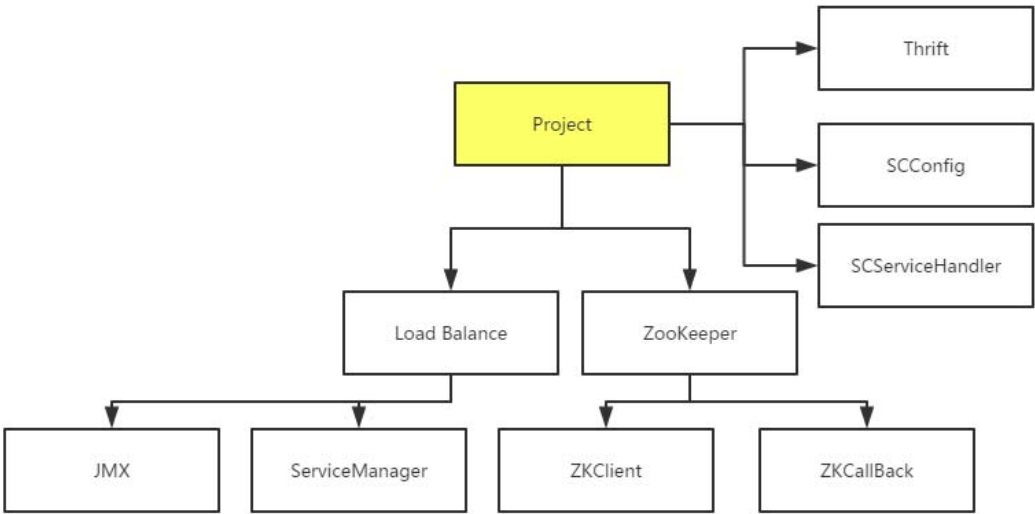 Thrift
Project
SCConfig
SCServiceHandler
Load Balance
ZooKeeper
JMX
ServiceManager
ZKClient
ZKCallBack